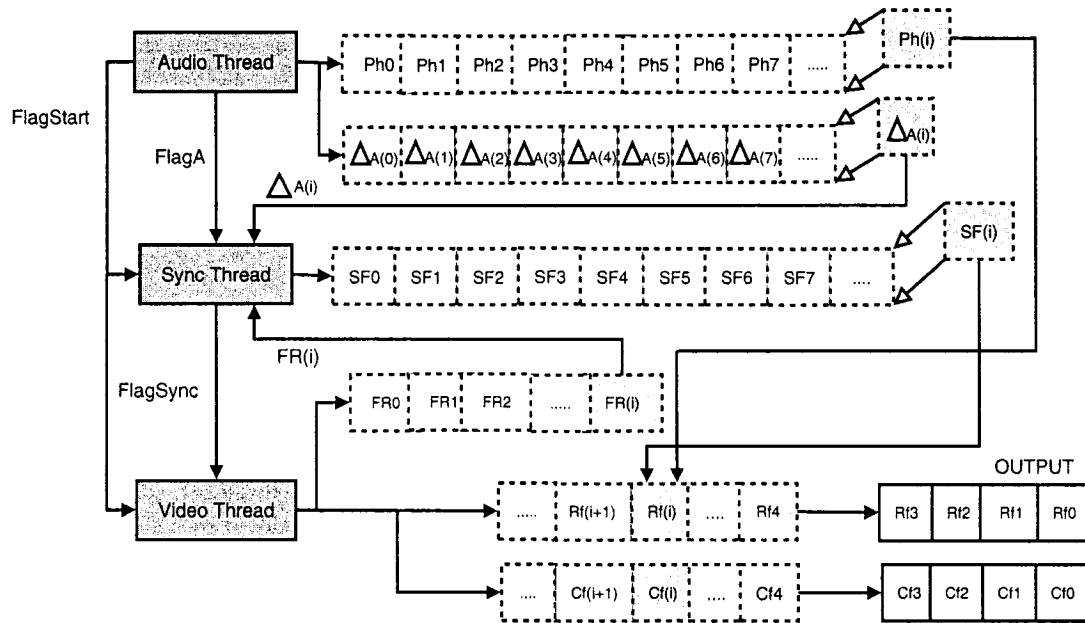 Audio Thread
Ph0 Ph1 Ph2 Ph3 Ph4 Ph5 Ph6 Ph7 .....
Ph(i)
FlagStart
FlagA
ΔA(0) ΔA(1) ΔA(2) ΔA(3) ΔA(4) ΔA(5) ΔA(6) ΔA(7) .....
ΔA(i)
ΔA(i)
Sync Thread
SF0 SF1 SF2 SF3 SF4 SF5 SF6 SF7 ....
SF(i)
FR(i)
FlagSync
FR0 FR1 FR2 ..... FR(i)
OUTPUT
Video Thread
..... Rf(i+1) Rf(i) .... Rf4
Rf3 Rf2 Rf1 Rf0
.... Cf(i+1) Cf(i) .... Cf4
Cf3 Cf2 Cf1 Cf0